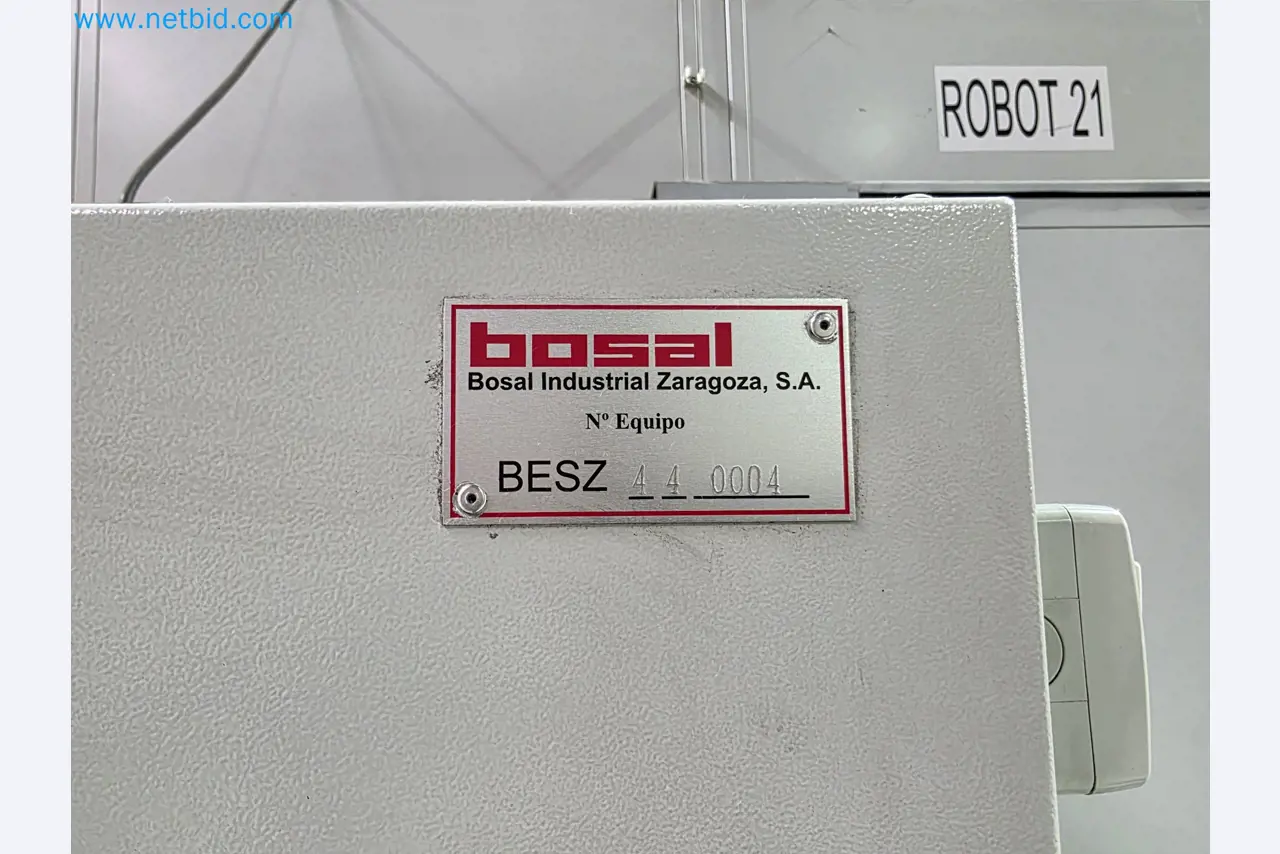 www.netbid.com
ROBOT 21
bosal
Bosal Industrial Zaragoza, S.A.
Nº Equipo
BESZ 4 4 0004